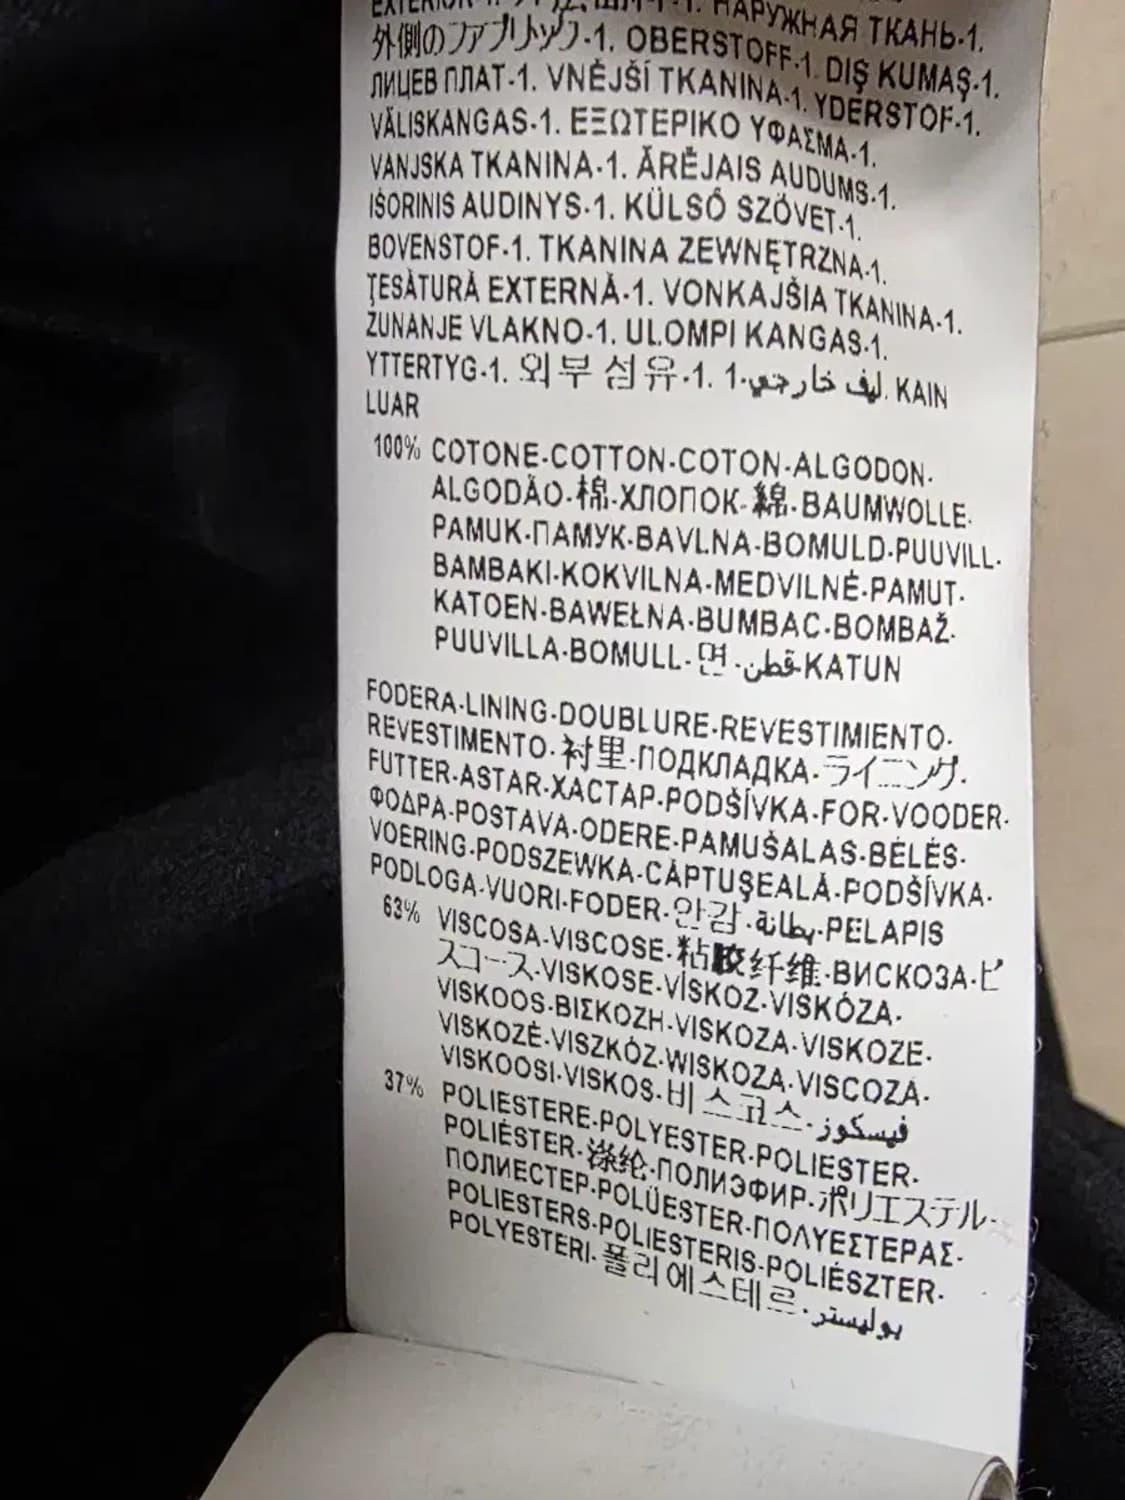 НАРУЖНАЯ ТКАНЬ-1.
外側のファブリック-1. OBERSTOFF-1. DIŞ KUMAŞ-1.
ЛИЦЕВ ПЛАТ-1. VNĚJŠÍ TKANINA-1. YDERSTOF-1.
VÄLISKANGAS-1. ΕΞΩΤΕΡΙΚΟ ΥΦΑΣΜΑ-1.
VANJSKA TKANINA-1. ĀRĒJAIS AUDUMS-1.
IŠORINIS AUDINYS-1. KÜLSŐ SZÖVET-1.
BOVENSTOF-1. TKANINA ZEWNĘTRZNA-1.
ŢESĂTURĂ EXTERNĂ-1. VONKAJŠIA TKANINA-1.
ZUNANJE VLAKNO-1. ULOMPI KANGAS-1.
YTTERTYG-1. 외부 섬유-1. ليف خارجي-1. KAIN
LUAR
100% COTONE-COTTON-COTON-ALGODON-
ALGODÃO-棉-ХЛОПОК-綿-BAUMWOLLE-
PAMUK-ПАМУК-BAVLNA-BOMULD-PUUVILL-
BAMBAKI-KOKVILNA-MEDVILNĖ-PAMUT-
KATOEN-BAWEŁNA-BUMBAC-BOMBAŽ-
PUUVILLA-BOMULL-면-قطن-KATUN
FODERA-LINING-DOUBLURE-REVESTIMIENTO-
REVESTIMENTO-衬里-ПОДКЛАДКА-ライニング-
FUTTER-ASTAR-ХАСТАР-PODŠÍVKA-FOR-VOODER-
ΦΟΔΡΑ-POSTAVA-ODERE-PAMUŠALAS-BÉLÉS-
VOERING-PODSZEWKA-CĂPTUŞEALĂ-PODŠÍVKA-
PODLOGA-VUORI-FODER-안감-بطانة-PELAPIS
63% VISCOSA-VISCOSE-粘胶纤维-ВИСКОЗА-ビ
スコース-VISKOSE-VİSKOZ-VISKÓZA-
VISKOOS-ΒΙΣΚΟΖΗ-VISKOZA-VISKOZE-
VISKOZĖ-VISZKÓZ-WISKOZA-VISCOZĂ-
VISKOOSI-VISKOS-비스코스-فيسكوز
37% POLIESTERE-POLYESTER-POLIESTER-
POLIÉSTER-涤纶-ПОЛИЭФИР-ポリエステル-
ПОЛИЕСТЕР-POLÜESTER-ΠΟΛΥΕΣΤΕΡΑΣ-
POLIESTERS-POLIESTERIS-POLIÉSZTER-
POLYESTERI-폴리에스테르-بوليستر